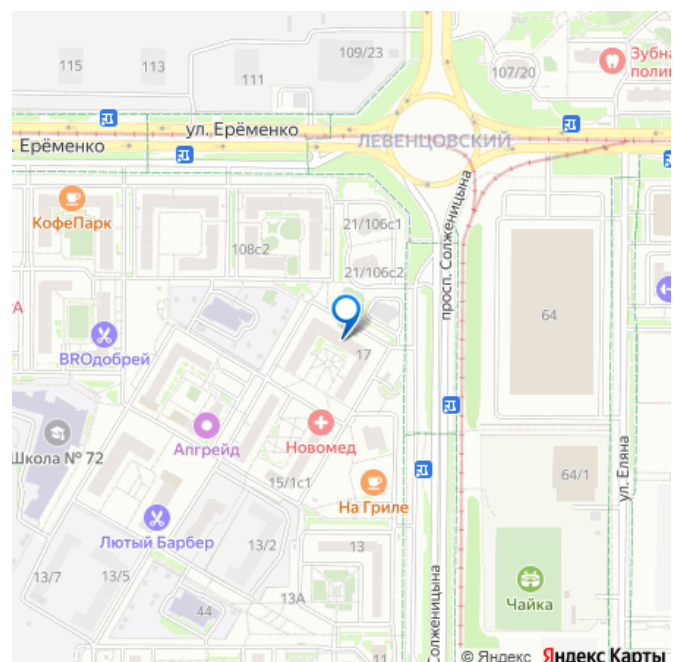 109/23
115
113
111
107/20
Зубна
поли
ул. Ерёменко
. Ерёменко
ЛЕВЕНЦОВСКИЙ
КофеПарк
21/106с1
108с2
21/106с2
просп. Солженицына
РА
64
BROдобрей
17
Школа № 72
Апгрейд
Новомед
ул. Еляна
64/1
15/1с1
На Гриле
Лютый Барбер
13/2
13
13/7
13/5
13А
44
Чайка
Солженицына
11
© Яндекс Яндекс Карты